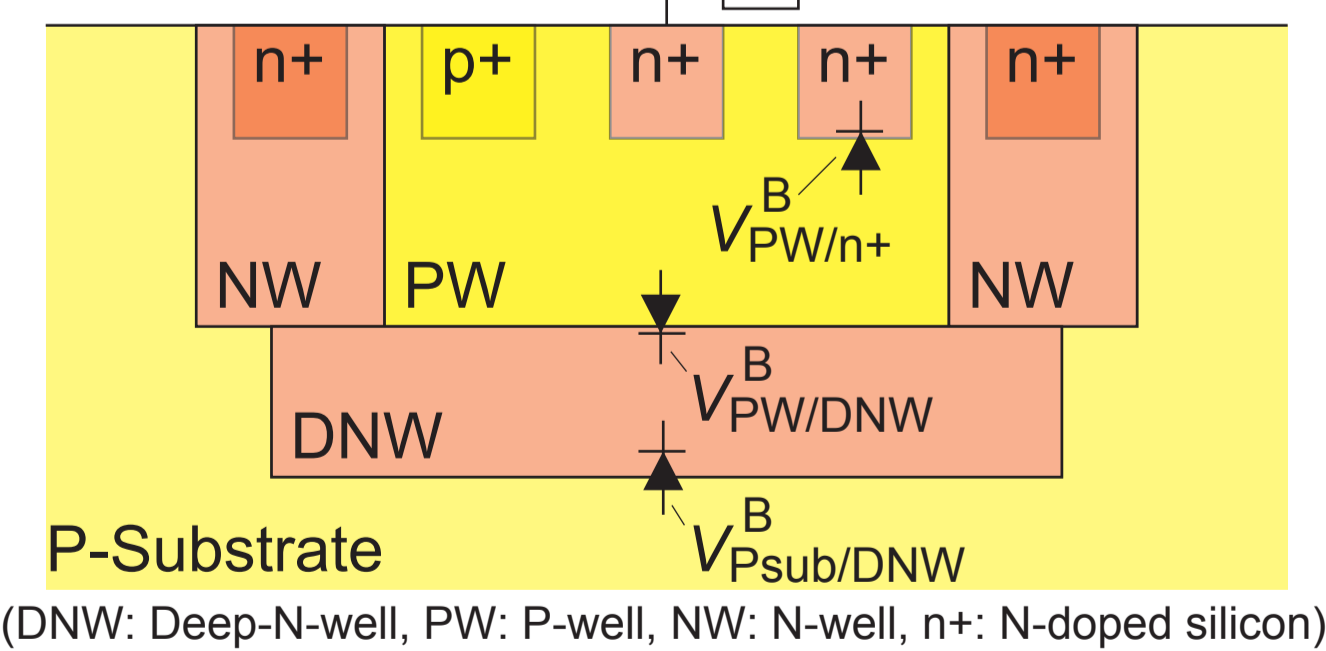 n+ p+ n+ n+ n+
V^B_PW/n+
NW PW NW
V^B_PW/DNW
DNW
V^B_Psub/DNW
P-Substrate
(DNW: Deep-N-well, PW: P-well, NW: N-well, n+: N-doped silicon)